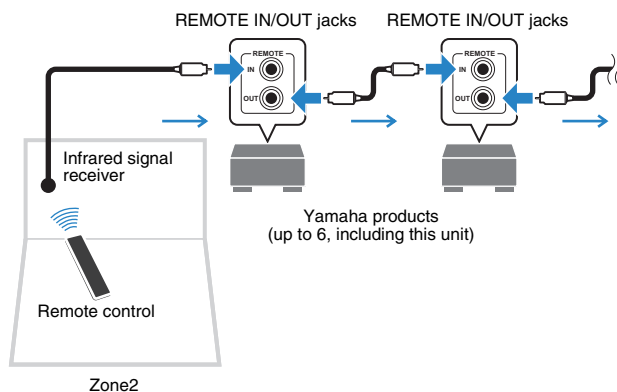 REMOTE IN/OUT jacks
REMOTE IN/OUT jacks
REMOTE
IN
OUT
REMOTE
IN
OUT
Infrared signal
receiver
Yamaha products
(up to 6, including this unit)
Remote control
Zone2